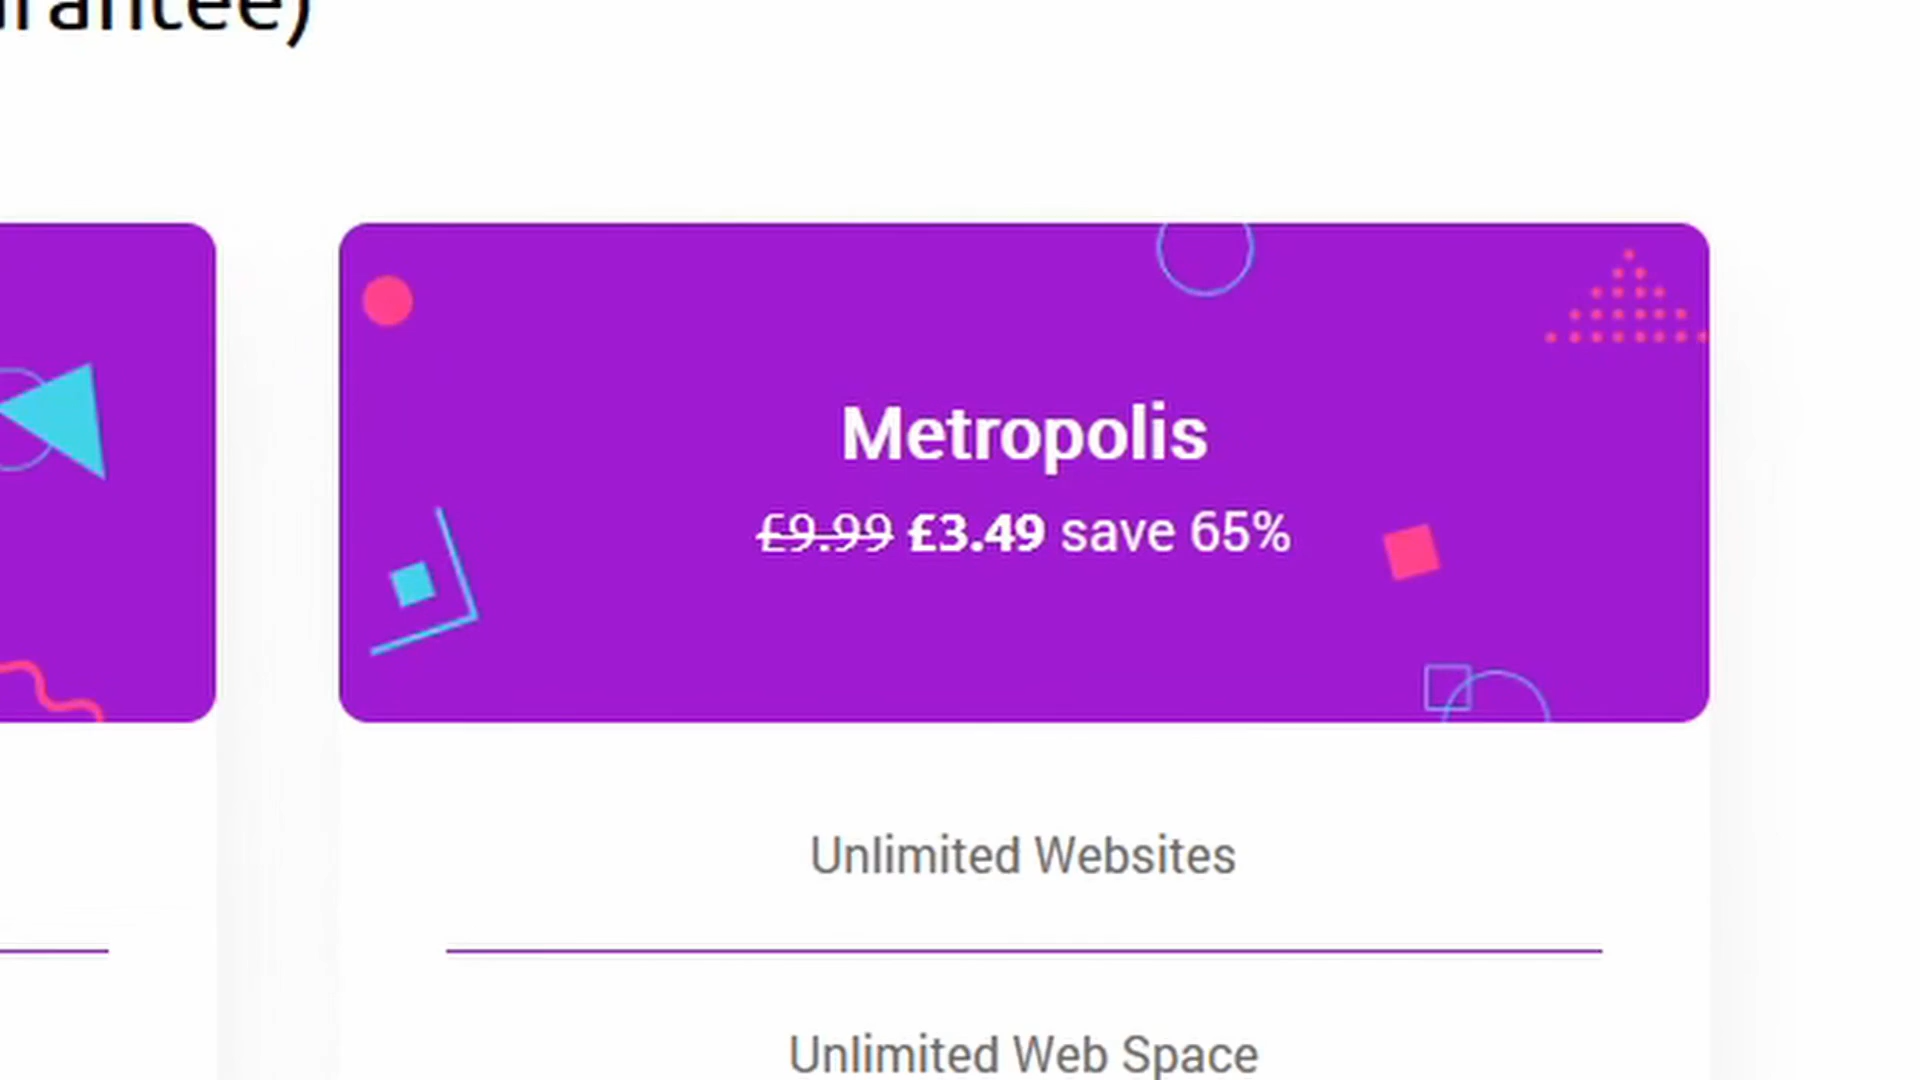 Metropolis
£9.99 £3.49 save 65%
Unlimited Websites
Unlimited Web Space